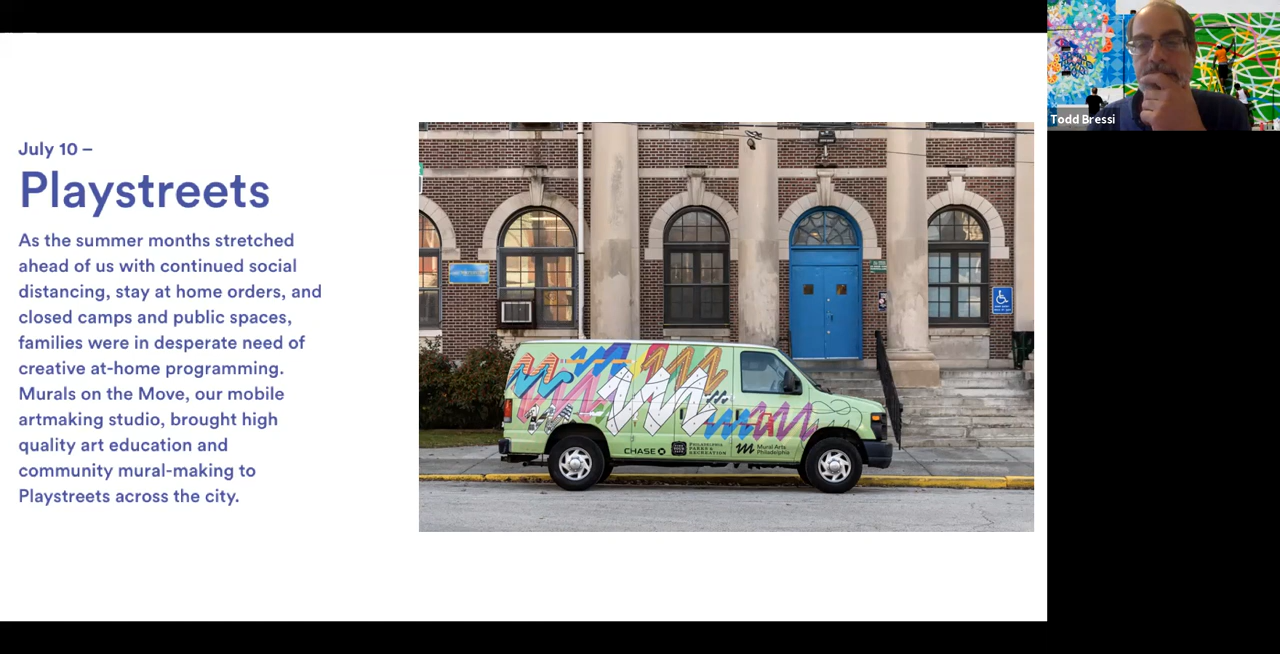 July 10 –
Playstreets
As the summer months stretched
ahead of us with continued social
distancing, stay at home orders, and
closed camps and public spaces,
families were in desperate need of
creative at-home programming.
Murals on the Move, our mobile
artmaking studio, brought high
quality art education and
community mural-making to
Playstreets across the city.
CHASE
PHILADELPHIA
PARKS &
RECREATION
Mural Arts
Philadelphia
Todd Bressi